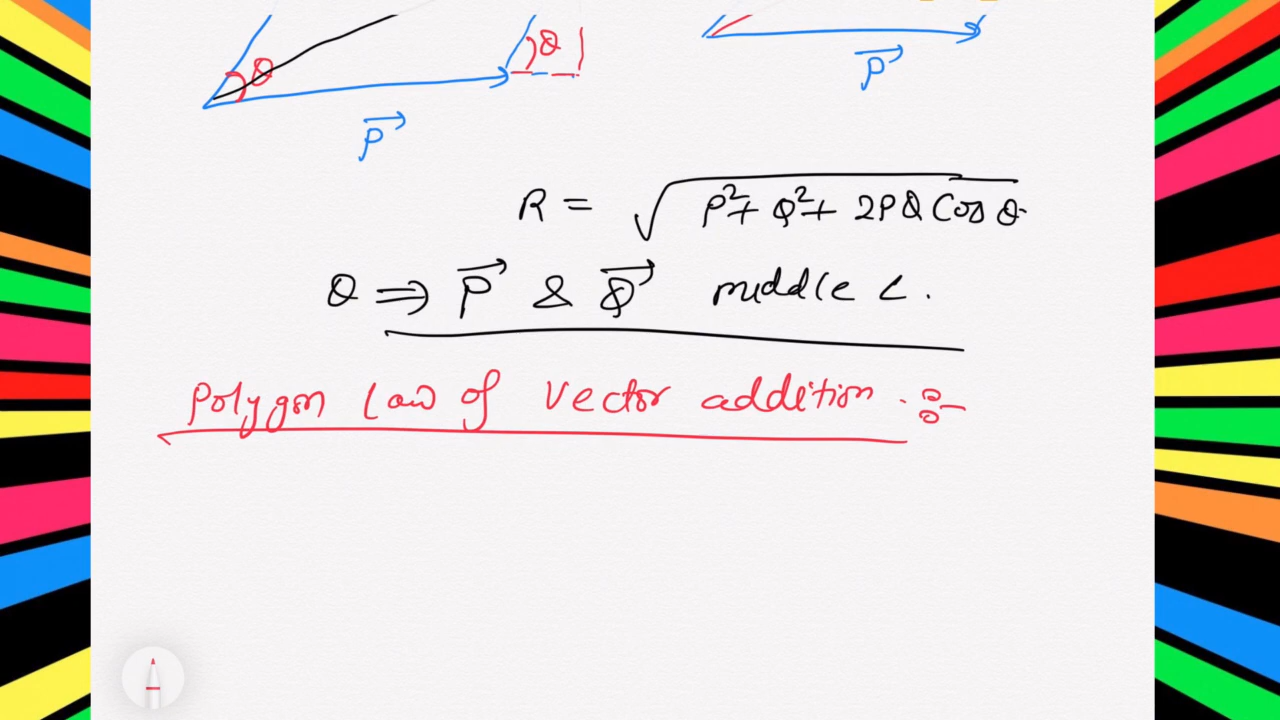 θ θ
P⃗ P⃗
R = √P²+ Q²+ 2PQ Cos θ
θ ⇒ P⃗ & Q⃗ middle ∠.
Polygon Law of Vector addition :-